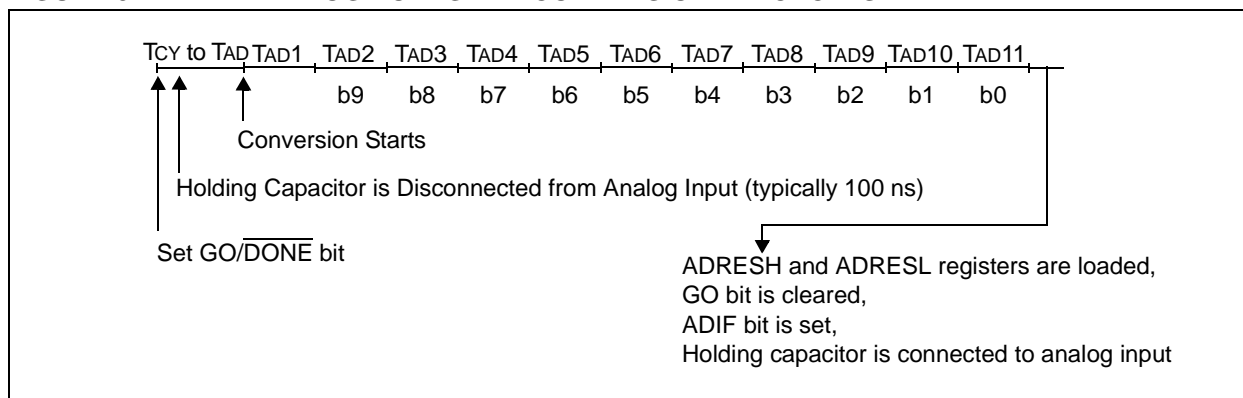 TCY to TAD TAD1 TAD2 TAD3 TAD4 TAD5 TAD6 TAD7 TAD8 TAD9 TAD10 TAD11
b9 b8 b7 b6 b5 b4 b3 b2 b1 b0
Conversion Starts
Holding Capacitor is Disconnected from Analog Input (typically 100 ns)
Set GO/DONE bit
ADRESH and ADRESL registers are loaded,
GO bit is cleared,
ADIF bit is set,
Holding capacitor is connected to analog input